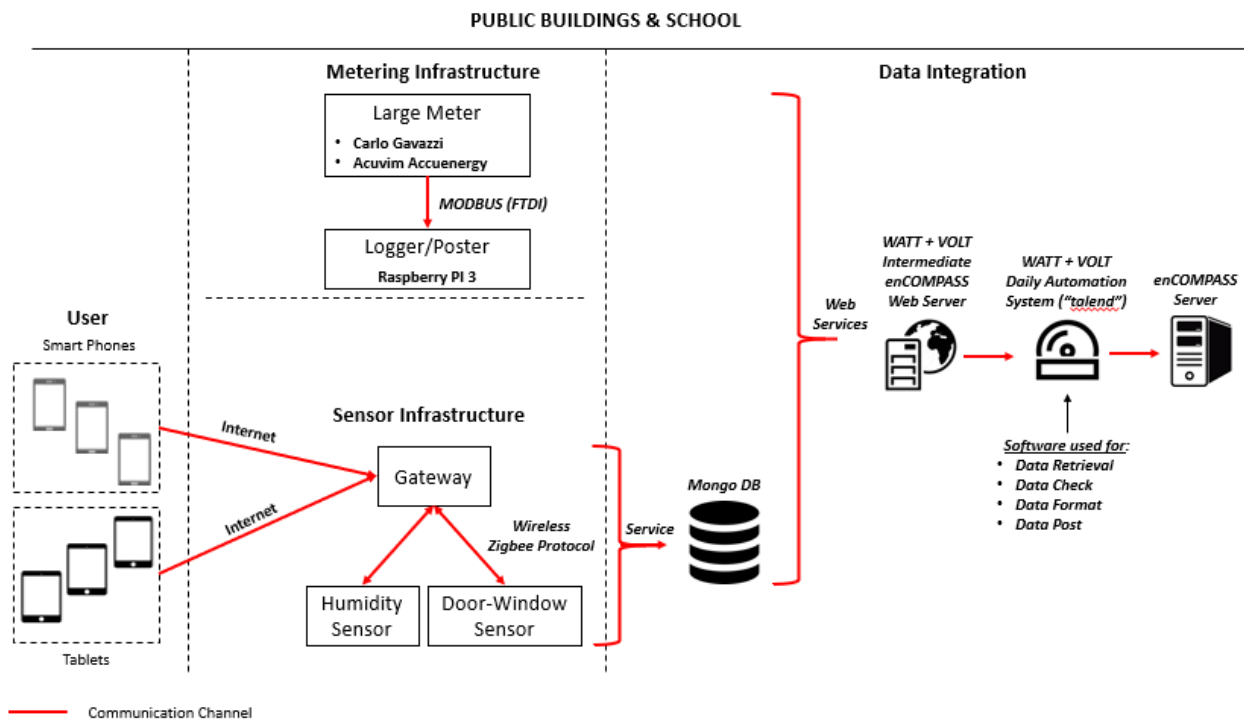 PUBLIC BUILDINGS & SCHOOL
Metering Infrastructure
Large Meter
• Carlo Gavazzi
• Acuvim Accuenergy
MODBUS (FTDI)
Logger/Poster
Raspberry PI 3
User
Smart Phones
Tablets
Internet
Internet
Sensor Infrastructure
Gateway
Wireless
Zigbee Protocol
Humidity
Sensor
Door-Window
Sensor
Service
Data Integration
Mongo DB
Web
Services
WATT + VOLT
Intermediate
enCOMPASS
Web Server
WATT + VOLT
Daily Automation
System (“talend”)
enCOMPASS
Server
Software used for:
• Data Retrieval
• Data Check
• Data Format
• Data Post
Communication Channel